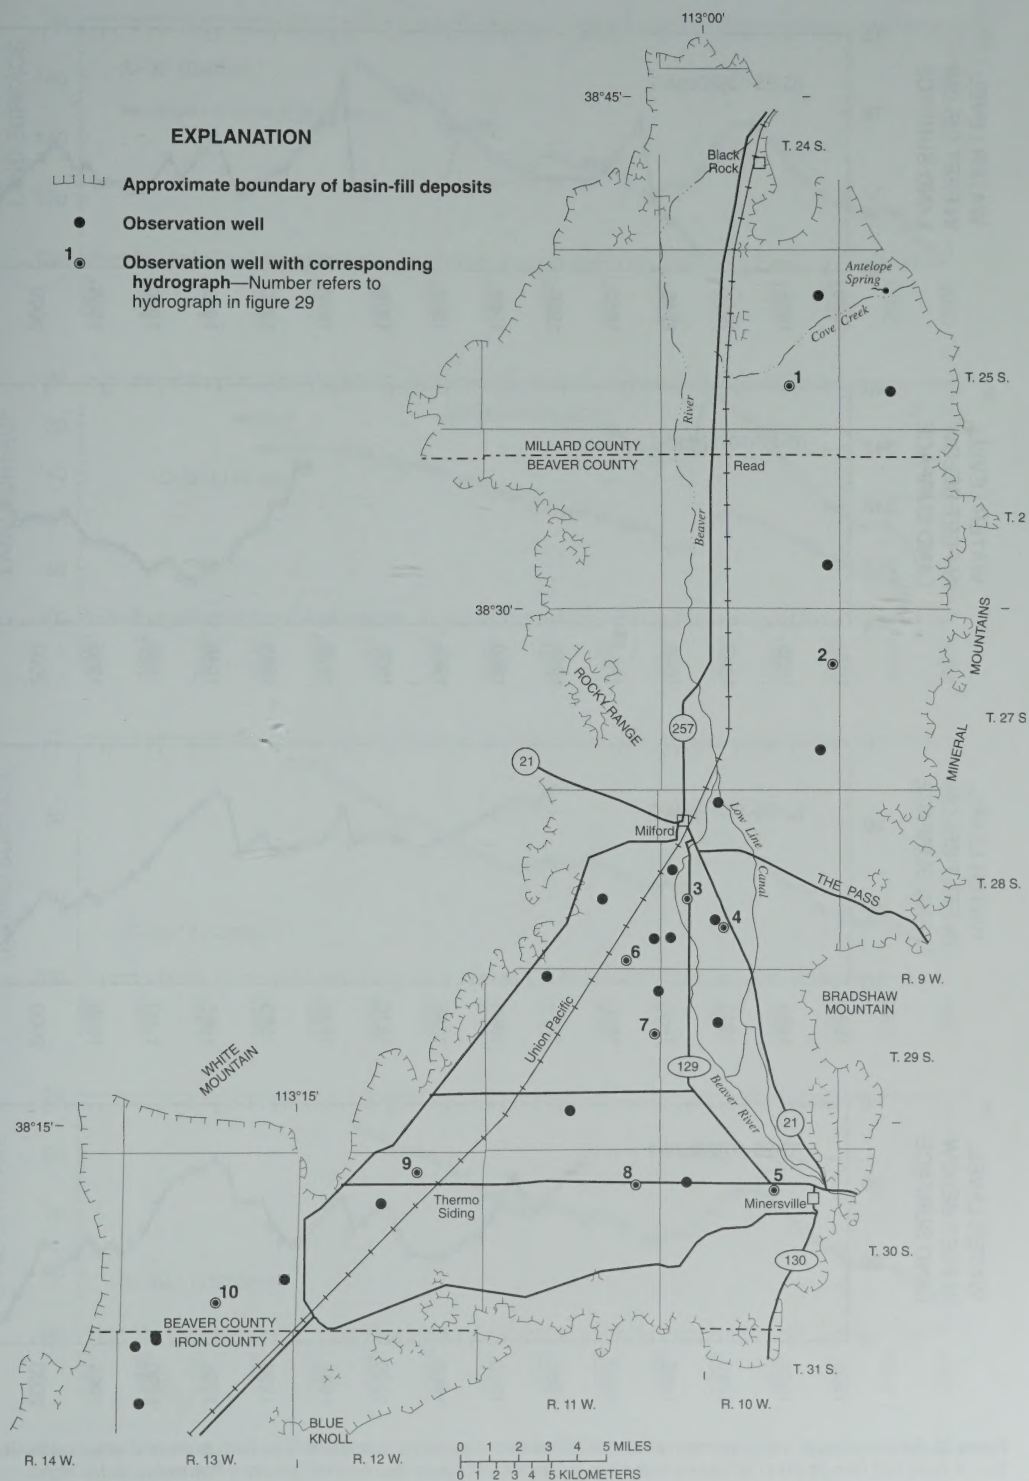 113°00'
38°45'
EXPLANATION
Approximate boundary of basin-fill deposits
Observation well
1 Observation well with corresponding
hydrograph—Number refers to
hydrograph in figure 29
Black
Rock
T. 24 S.
Antelope
Spring
Cove Creek
1
T. 25 S.
River
MILLARD COUNTY
BEAVER COUNTY
Read
Beaver
T. 2
38°30'
2
MINERAL MOUNTAINS
ROCKY RANGE
T. 27 S
257
21
Milford
Low Line
Canal
THE PASS
T. 28 S.
3
4
6
R. 9 W.
BRADSHAW
MOUNTAIN
Union Pacific
7
WHITE
MOUNTAIN
129
T. 29 S.
Beaver River
113°15'
38°15'
21
9
8
5
Thermo
Siding
Minersville
T. 30 S.
130
10
BEAVER COUNTY
IRON COUNTY
T. 31 S.
R. 11 W.
R. 10 W.
BLUE
KNOLL
R. 14 W.
R. 13 W.
R. 12 W.
0 1 2 3 4 5 MILES
0 1 2 3 4 5 KILOMETERS